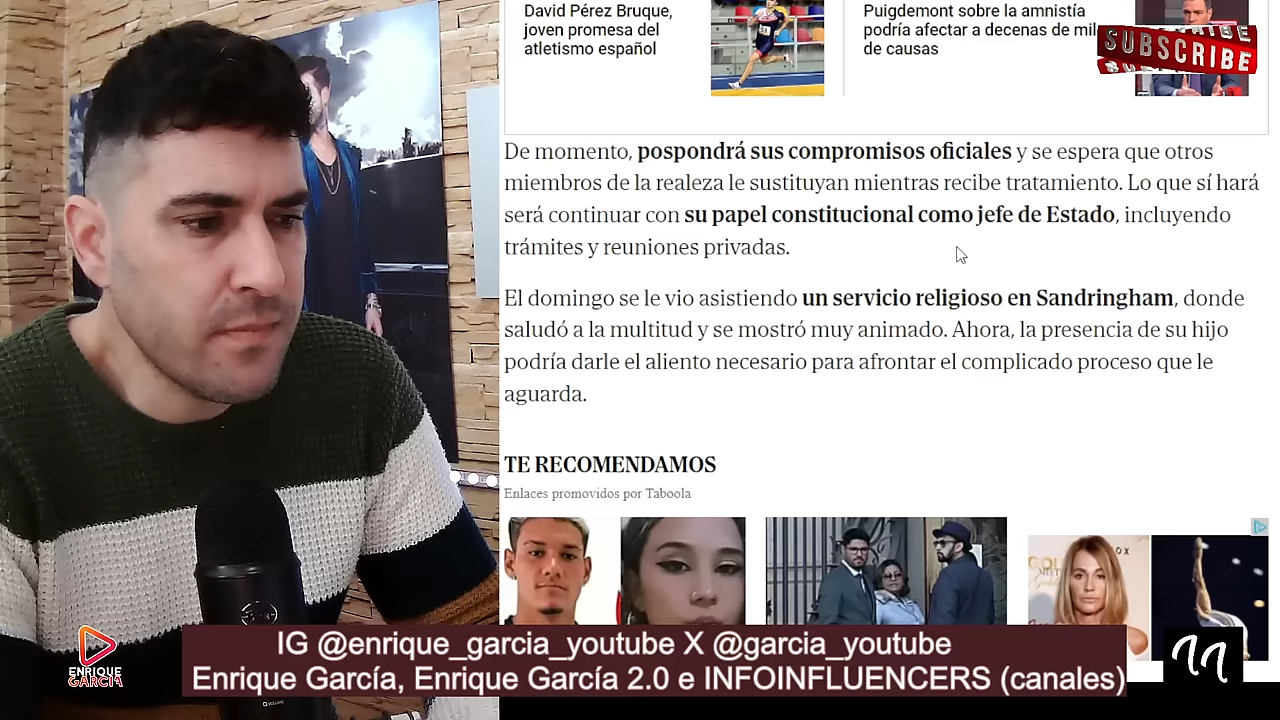 David Pérez Bruque,
joven promesa del
atletismo español
Puigdemont sobre la amnistía
podría afectar a decenas de mil
de causas
SUBSCRIBE
De momento, pospondrá sus compromisos oficiales y se espera que otros
miembros de la realeza le sustituyan mientras recibe tratamiento. Lo que sí hará
será continuar con su papel constitucional como jefe de Estado, incluyendo
trámites y reuniones privadas.
El domingo se le vio asistiendo un servicio religioso en Sandringham, donde
saludó a la multitud y se mostró muy animado. Ahora, la presencia de su hijo
podría darle el aliento necesario para afrontar el complicado proceso que le
aguarda.
TE RECOMENDAMOS
Enlaces promovidos por Taboola
IG @enrique_garcia_youtube X @garcia_youtube
Enrique García, Enrique García 2.0 e INFOINFLUENCERS (canales)
ENRIQUE
GARCÍA